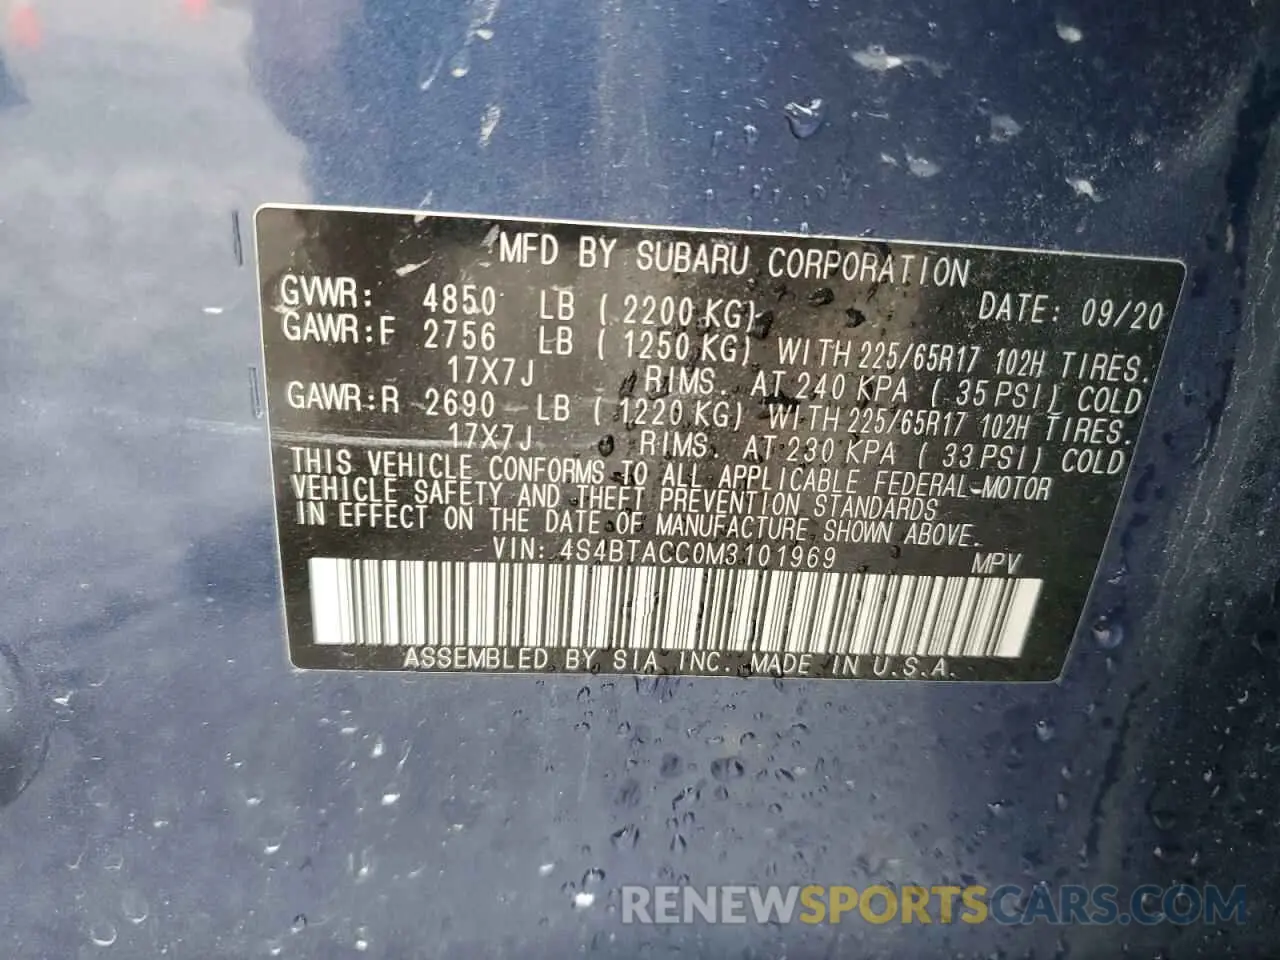 MFD BY SUBARU CORPORATION
GVWR: 4850 LB ( 2200 KG) DATE: 09/20
GAWR:F 2756 LB ( 1250 KG) WITH 225/65R17 102H TIRES.
17X7J RIMS. AT 240 KPA ( 35 PSI) COLD
GAWR:R 2690 LB ( 1220 KG) WITH 225/65R17 102H TIRES.
17X7J RIMS. AT 230 KPA ( 33 PSI) COLD
THIS VEHICLE CONFORMS TO ALL APPLICABLE FEDERAL-MOTOR
VEHICLE SAFETY AND THEFT PREVENTION STANDARDS
IN EFFECT ON THE DATE OF MANUFACTURE SHOWN ABOVE.
VIN: 4S4BTACC0M3101969 MPV
ASSEMBLED BY SIA, INC. MADE IN U.S.A.
RENEWSPORTSCARS.COM